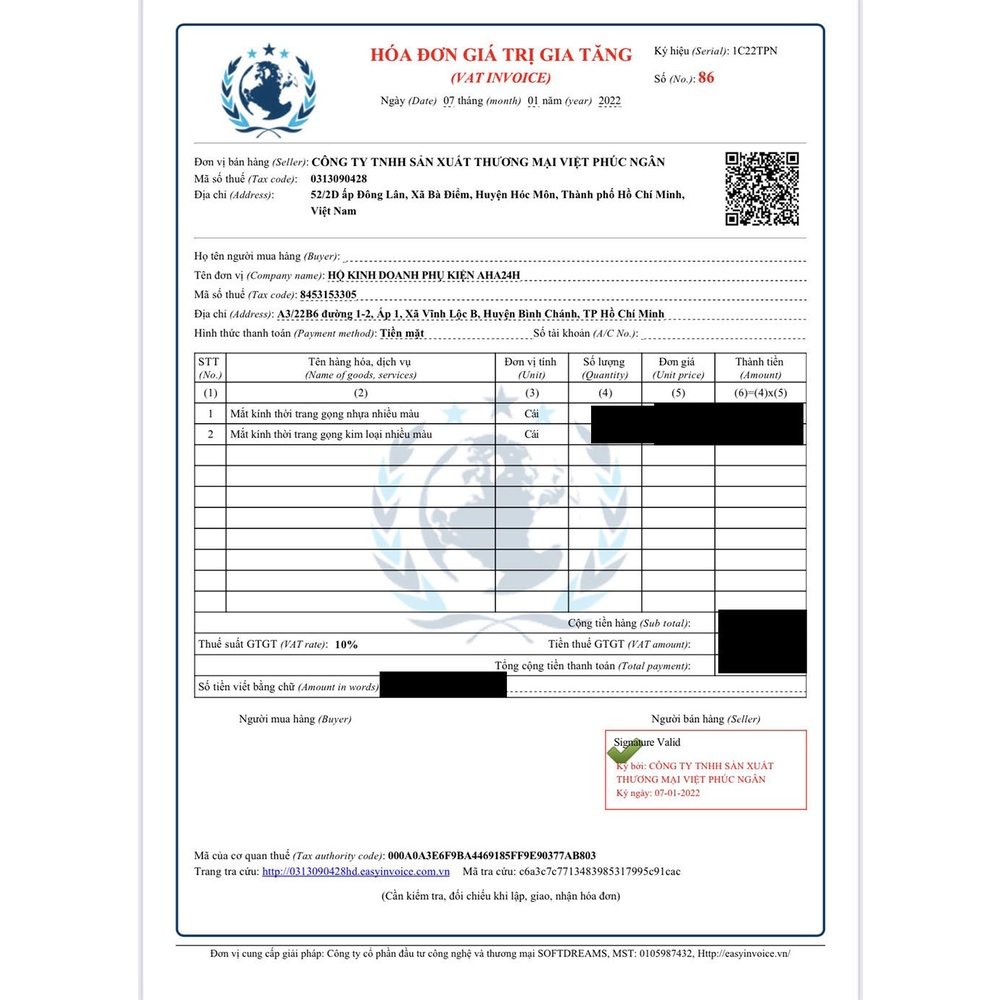 HÓA ĐƠN GIÁ TRỊ GIA TĂNG
(VAT INVOICE)
Ngày (Date) 07 tháng (month) 01 năm (year) 2022
Ký hiệu (Serial): 1C22TPN
Số (No.): 86
Đơn vị bán hàng (Seller): CÔNG TY TNHH SẢN XUẤT THƯƠNG MẠI VIỆT PHÚC NGÂN
Mã số thuế (Tax code): 0313090428
Địa chỉ (Address): 52/2D ấp Đông Lân, Xã Bà Điểm, Huyện Hóc Môn, Thành phố Hồ Chí Minh,
Việt Nam
Họ tên người mua hàng (Buyer):
Tên đơn vị (Company name): HỘ KINH DOANH PHỤ KIỆN AHA24H
Mã số thuế (Tax code): 8453153305
Địa chỉ (Address): A3/22B6 đường 1-2, Ấp 1, Xã Vĩnh Lộc B, Huyện Bình Chánh, TP Hồ Chí Minh
Hình thức thanh toán (Payment method): Tiền mặt Số tài khoản (A/C No.):
STT Tên hàng hóa, dịch vụ Đơn vị tính Số lượng Đơn giá Thành tiền
(No.) (Name of goods, services) (Unit) (Quantity) (Unit price) (Amount)
(1) (2) (3) (4) (5) (6)=(4)x(5)
1 Mắt kính thời trang gọng nhựa nhiều màu Cái
2 Mắt kính thời trang gọng kim loại nhiều màu Cái
Cộng tiền hàng (Sub total):
Thuế suất GTGT (VAT rate): 10% Tiền thuế GTGT (VAT amount):
Tổng cộng tiền thanh toán (Total payment):
Số tiền viết bằng chữ (Amount in words)
Người mua hàng (Buyer) Người bán hàng (Seller)
Signature Valid
Ký bởi: CÔNG TY TNHH SẢN XUẤT
THƯƠNG MẠI VIỆT PHÚC NGÂN
Ký ngày: 07-01-2022
Mã của cơ quan thuế (Tax authority code): 000A0A3E6F9BA4469185FF9E90377AB803
Trang tra cứu: http://0313090428hd.easyinvoice.com.vn Mã tra cứu: c6a3c7c7713483985317995c91cac
(Cần kiểm tra, đối chiếu khi lập, giao, nhận hóa đơn)
Đơn vị cung cấp giải pháp: Công ty cổ phần đầu tư công nghệ và thương mại SOFTDREAMS, MST: 0105987432, Http://easyinvoice.vn/